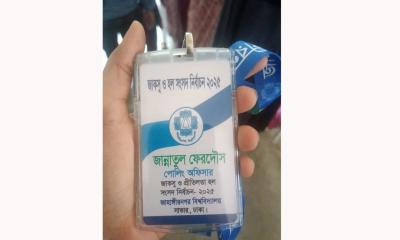 জাকসু ও হল সংসদ নির্বাচন ২০২৫
জান্নাতুল ফেরদৌস
পোলিং অফিসার
জাকসু ও প্রীতিলতা হল
সংসদ নির্বাচন- ২০২৫
জাহাঙ্গীরনগর বিশ্ববিদ্যালয়
সাভার, ঢাকা।